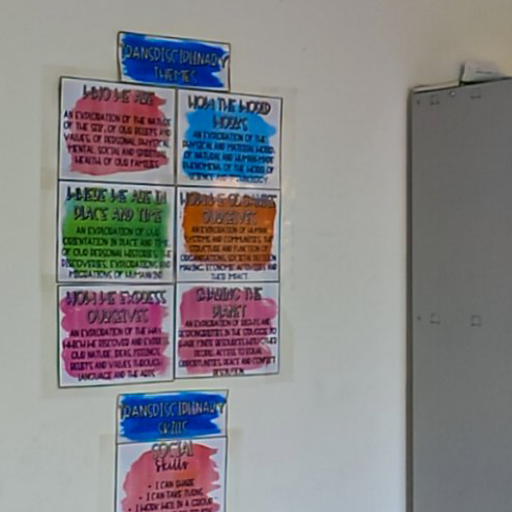 TRANSDISCIPLINARY
THEMES
WHO WE ARE
AN EXPLORATION OF THE NATURE
OF THE SELF, OF OUR BELIEFS AND
VALUES, OF PERSONAL, PHYSICAL,
MENTAL, SOCIAL AND SPIRITUAL
HEALTH, OF OUR FAMILIES
HOW THE WORLD
WORKS
AN EXPLORATION OF THE
PHYSICAL AND MATERIAL WORLD,
OF NATURAL AND HUMAN-MADE
PHENOMENA, OF THE WORLD OF
SCIENCE AND TECHNOLOGY
WHERE WE ARE IN
PLACE AND TIME
AN EXPLORATION OF OUR
ORIENTATION IN PLACE AND TIME,
OF OUR PERSONAL HISTORIES, THE
DISCOVERIES, EXPLORATIONS AND
MIGRATIONS OF HUMANKIND
HOW WE ORGANISE
OURSELVES
AN EXPLORATION OF HUMAN
SYSTEMS AND COMMUNITIES, THE
STRUCTURE AND FUNCTION OF
ORGANISATIONS, SOCIETAL DECISION
MAKING, ECONOMIC ACTIVITIES AND
THEIR IMPACT
HOW WE EXPRESS
OURSELVES
AN EXPLORATION OF THE WAYS
WHICH WE DISCOVER AND EXPRESS
OUR NATURE, IDEAS, FEELINGS,
BELIEFS AND VALUES THROUGH
LANGUAGE AND THE ARTS
SHARING THE
PLANET
AN EXPLORATION OF RIGHTS AND
RESPONSIBILITIES IN THE STRUGGLE TO
SHARE FINITE RESOURCES WITH OTHER
PEOPLE, ACCESS TO EQUAL
OPPORTUNITIES, PEACE AND CONFLICT
RESOLUTION
TRANSDISCIPLINARY
SKILLS
SOCIAL
Skills
• I CAN SHARE
• I CAN TAKE TURNS
• I WORK WELL IN A GROUP